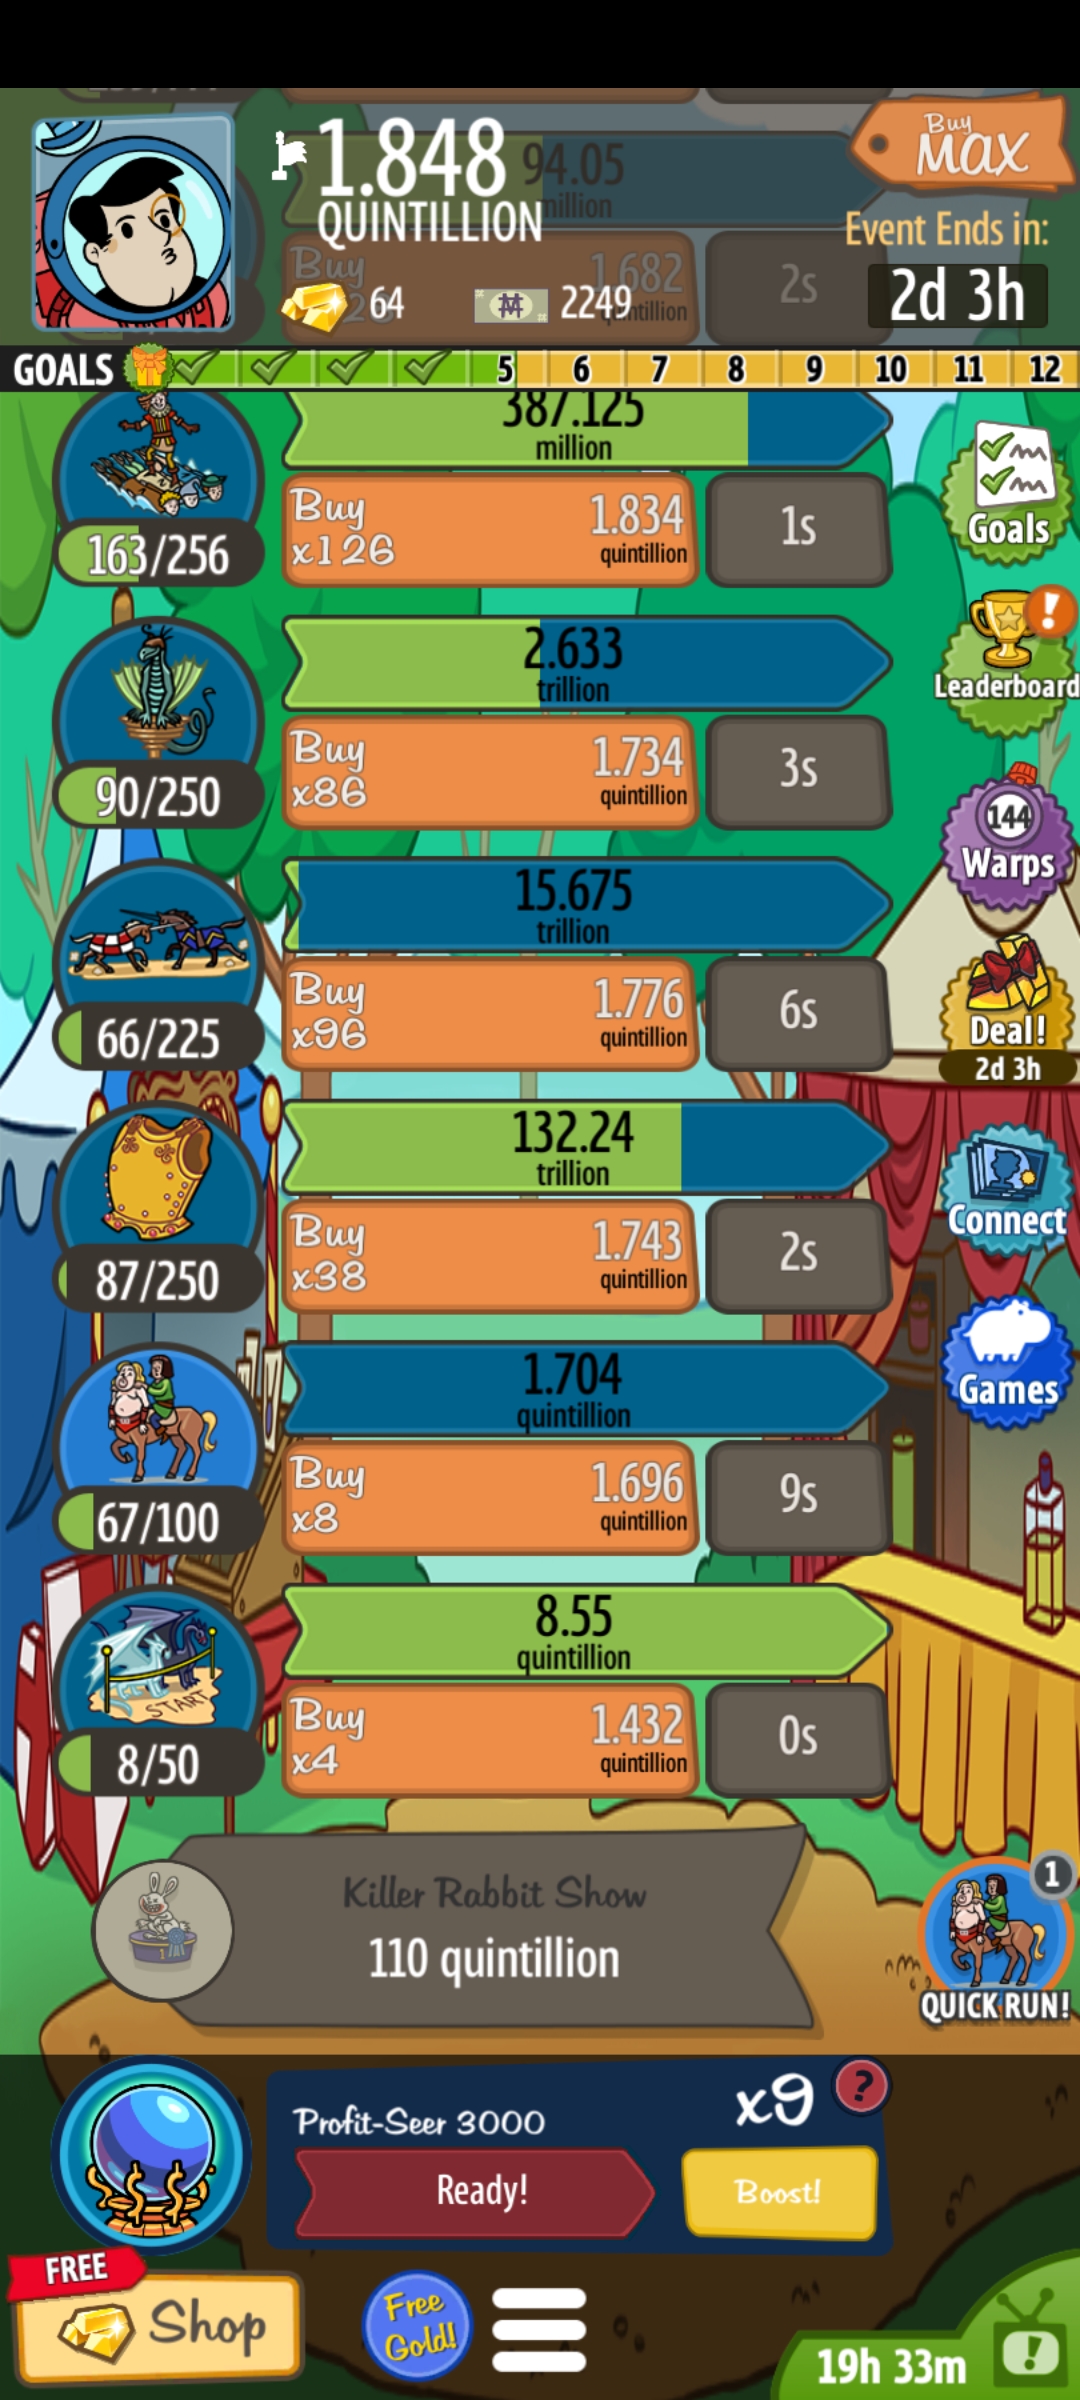 1.848
QUINTILLION
64
2249
94.05
million
Buy
1.682
quintillion
2s
Buy
MAX
Event Ends in:
2d 3h
GOALS
5
6
7
8
9
10
11
12
387.125
million
163/256
Buy
x126
1.834
quintillion
1s
Goals
2.633
trillion
90/250
Buy
x86
1.734
quintillion
3s
!
Leaderboard
15.675
trillion
66/225
Buy
x96
1.776
quintillion
6s
144
Warps
Deal!
2d 3h
132.24
trillion
87/250
Buy
x38
1.743
quintillion
2s
Connect
1.704
quintillion
67/100
Buy
x8
1.696
quintillion
9s
Games
8.55
quintillion
START
8/50
Buy
x4
1.432
quintillion
0s
Killer Rabbit Show
110 quintillion
1
QUICK RUN!
Profit-Seer 3000
x9
?
Ready!
Boost!
FREE
Shop
Free
Gold!
19h 33m
!